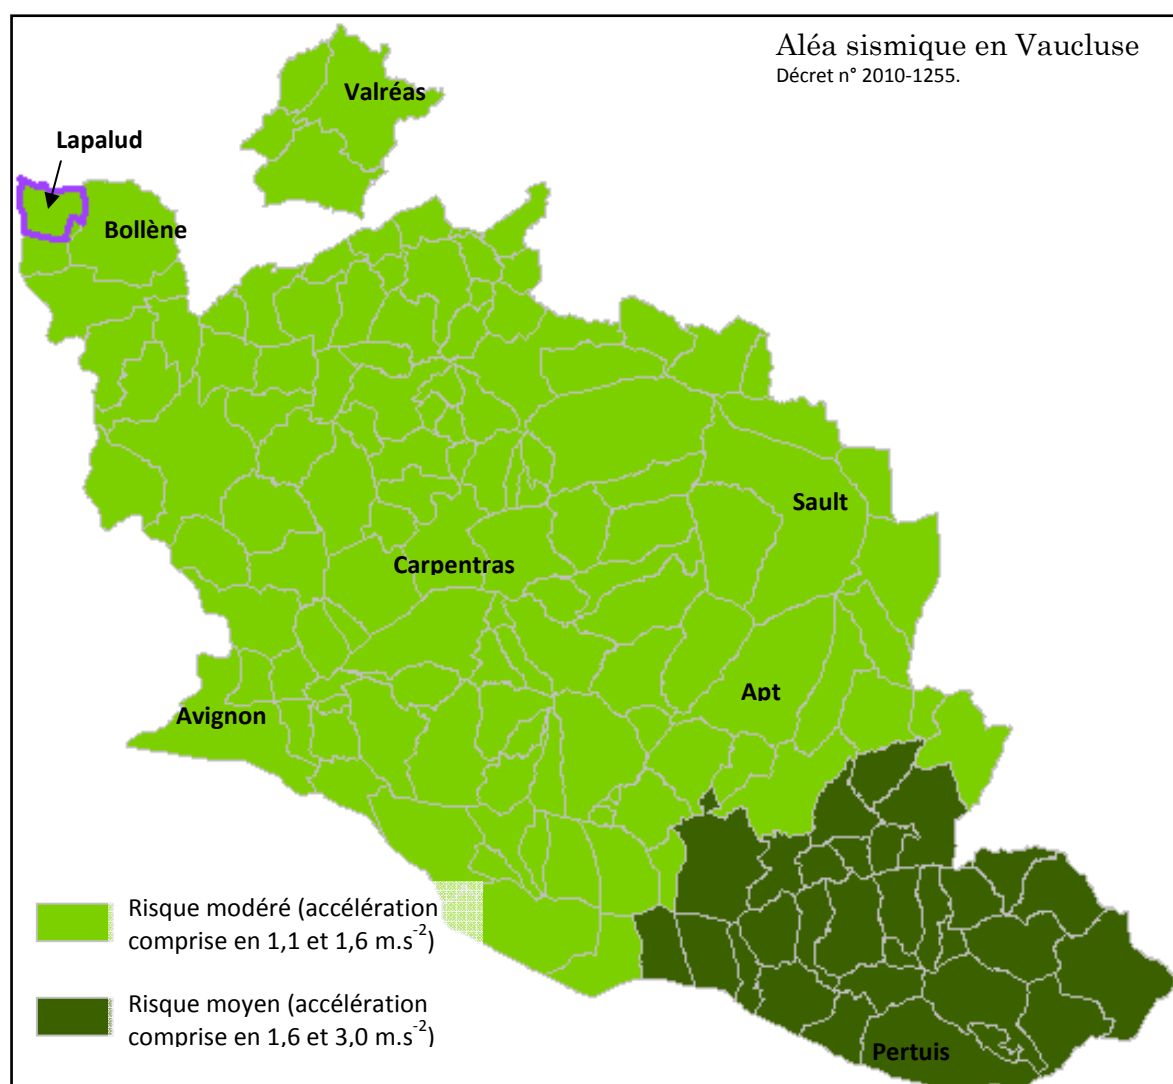 Aléa sismique en Vaucluse
Décret n° 2010-1255.
Valréas
Lapalud
Bollène
Sault
Carpentras
Apt
Avignon
Risque modéré (accélération
comprise en 1,1 et 1,6 m.s⁻²)
Risque moyen (accélération
comprise en 1,6 et 3,0 m.s⁻²)
Pertuis